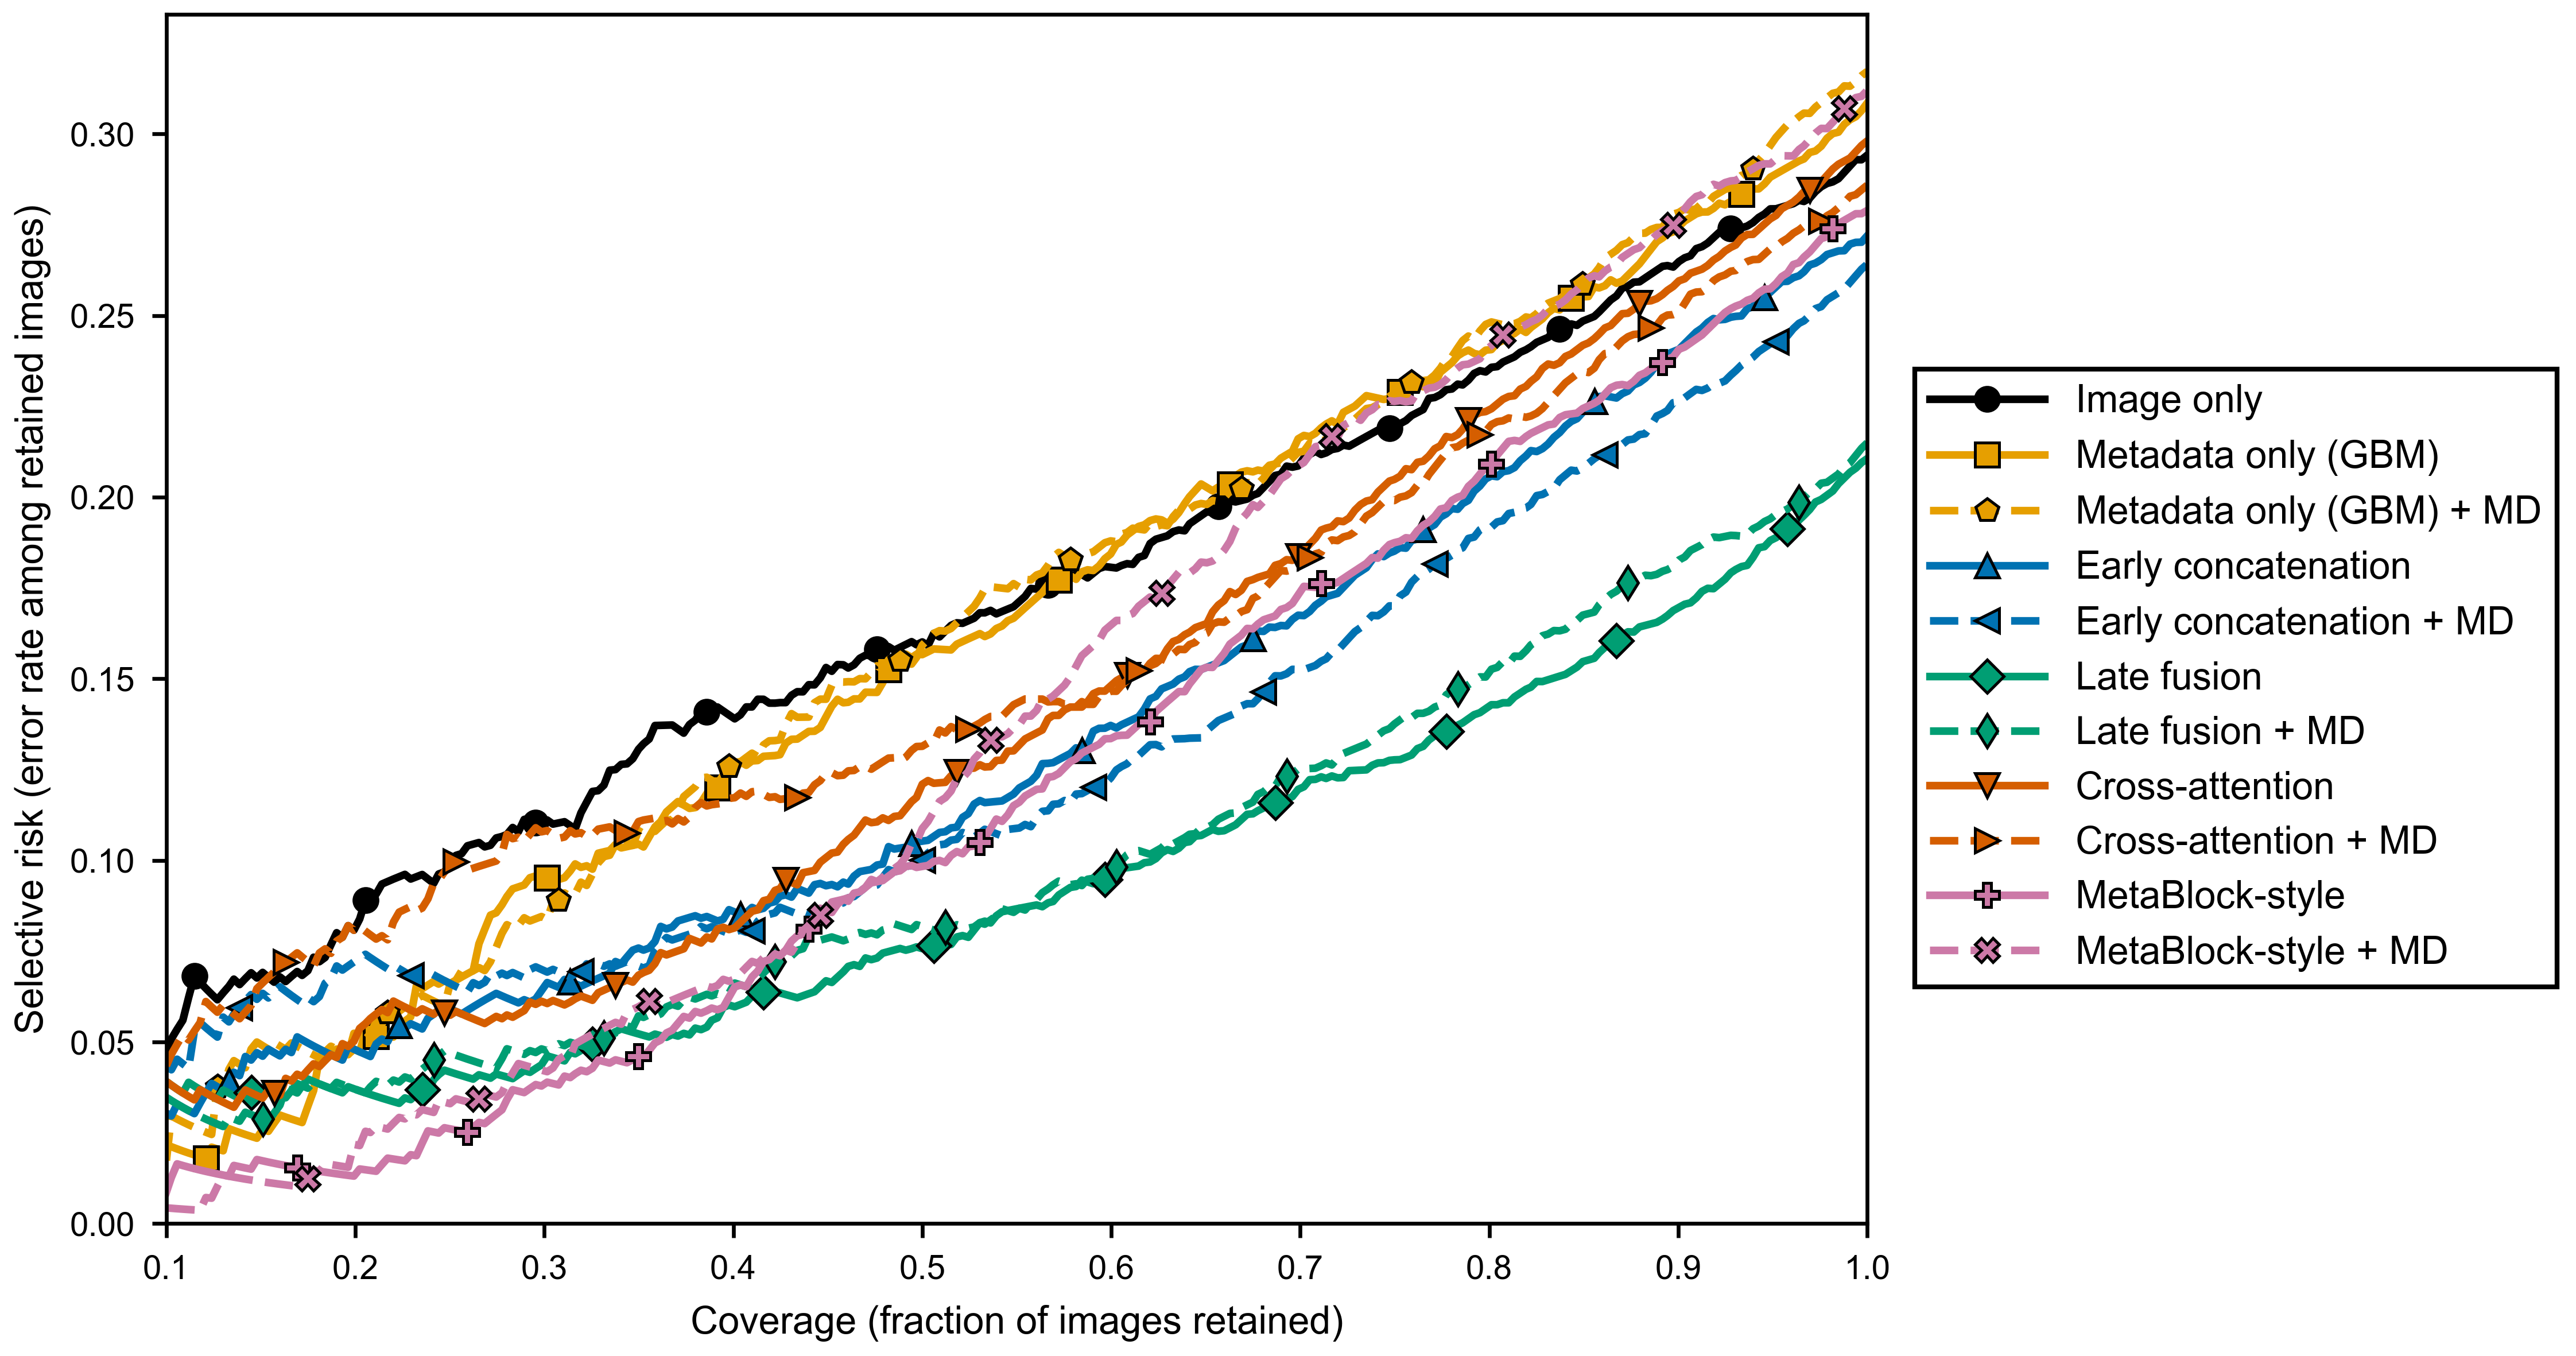 Selective risk (error rate among retained images)
0.30
0.25
0.20
0.15
0.10
0.05
0.00
0.1 0.2 0.3 0.4 0.5 0.6 0.7 0.8 0.9 1.0
Coverage (fraction of images retained)
Image only
Metadata only (GBM)
Metadata only (GBM) + MD
Early concatenation
Early concatenation + MD
Late fusion
Late fusion + MD
Cross-attention
Cross-attention + MD
MetaBlock-style
MetaBlock-style + MD